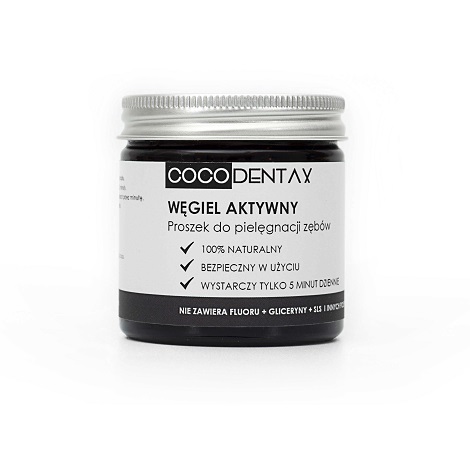 COCODENTAX
WĘGIEL AKTYWNY
Proszek do pielęgnacji zębów
100% NATURALNY
BEZPIECZNY W UŻYCIU
WYSTARCZY TYLKO 5 MINUT DZIENNIE
NIE ZAWIERA FLUORU + GLICERYNY + SLS I INNYCH